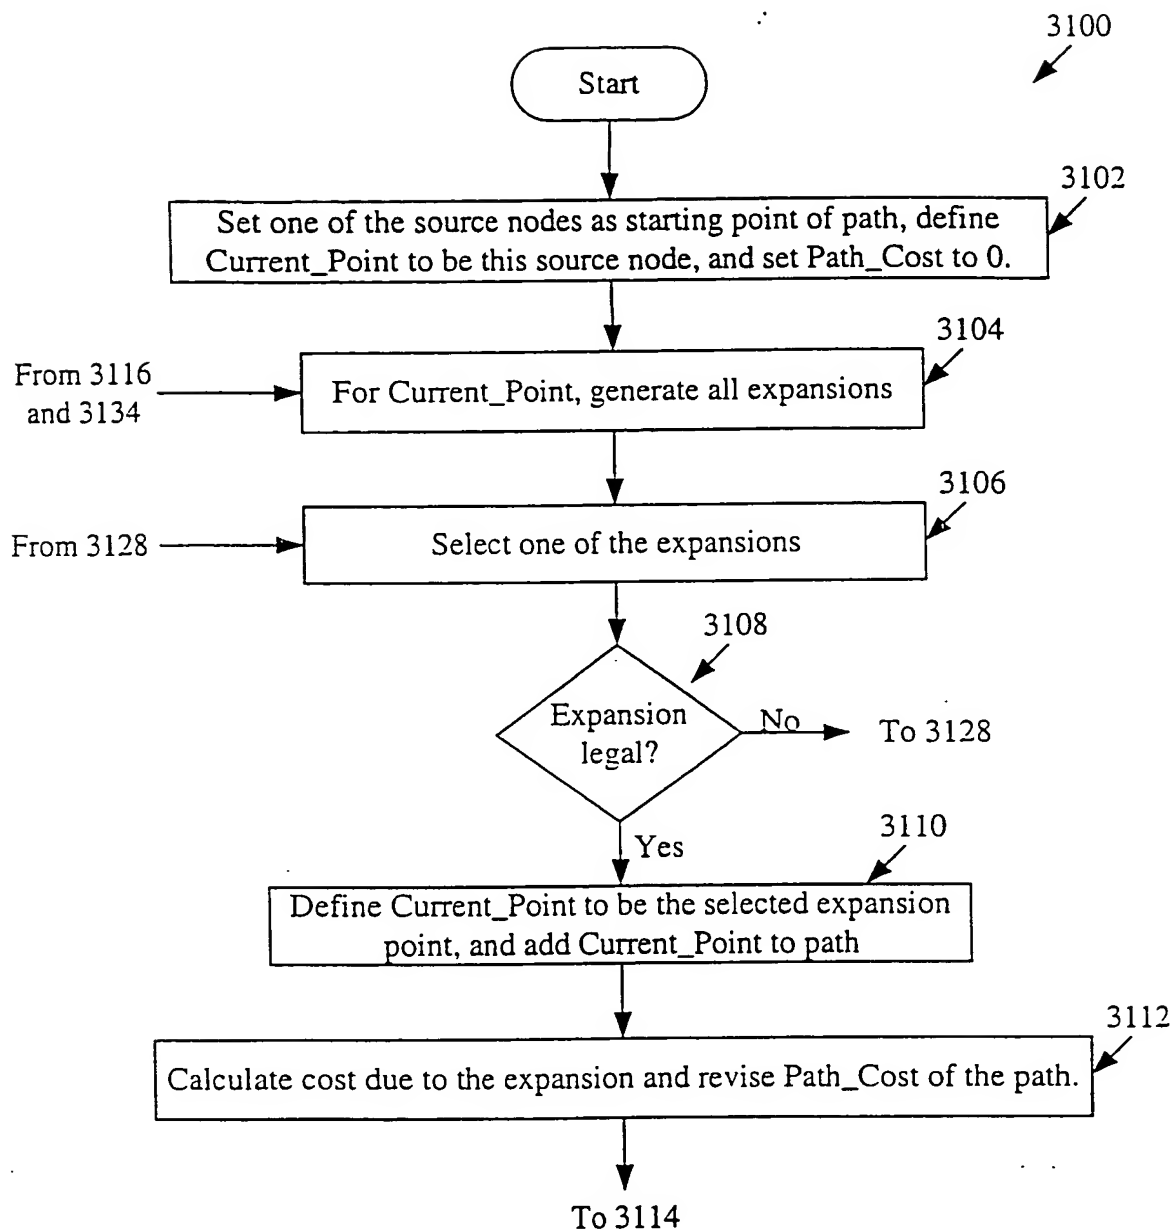 3100
Start
3102
Set one of the source nodes as starting point of path, define
Current_Point to be this source node, and set Path_Cost to 0.
3104
From 3116
and 3134
For Current_Point, generate all expansions
3106
From 3128
Select one of the expansions
3108
Expansion
legal?
No
To 3128
Yes
3110
Define Current_Point to be the selected expansion
point, and add Current_Point to path
3112
Calculate cost due to the expansion and revise Path_Cost of the path.
To 3114